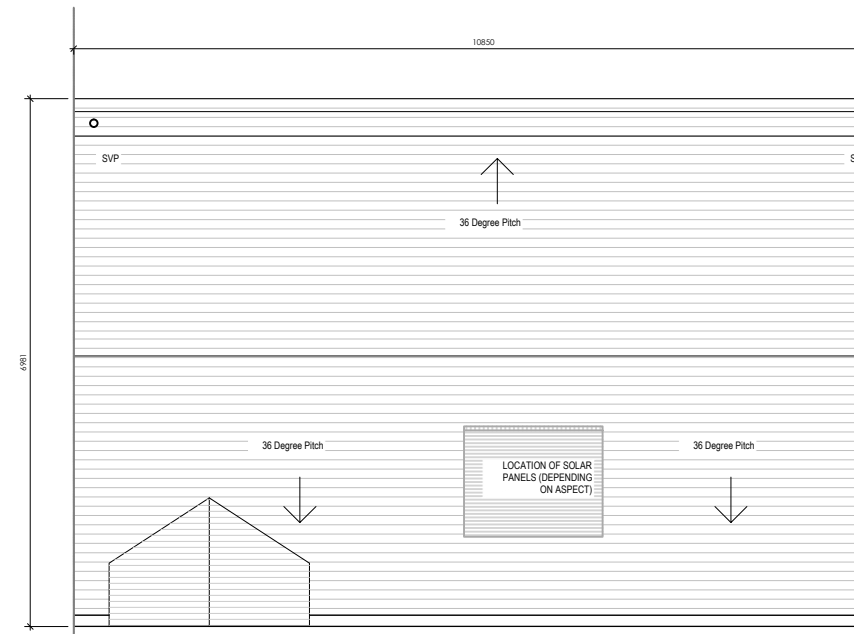 10850
SVP
S
36 Degree Pitch
6981
36 Degree Pitch
36 Degree Pitch
LOCATION OF SOLAR
PANELS (DEPENDING
ON ASPECT)